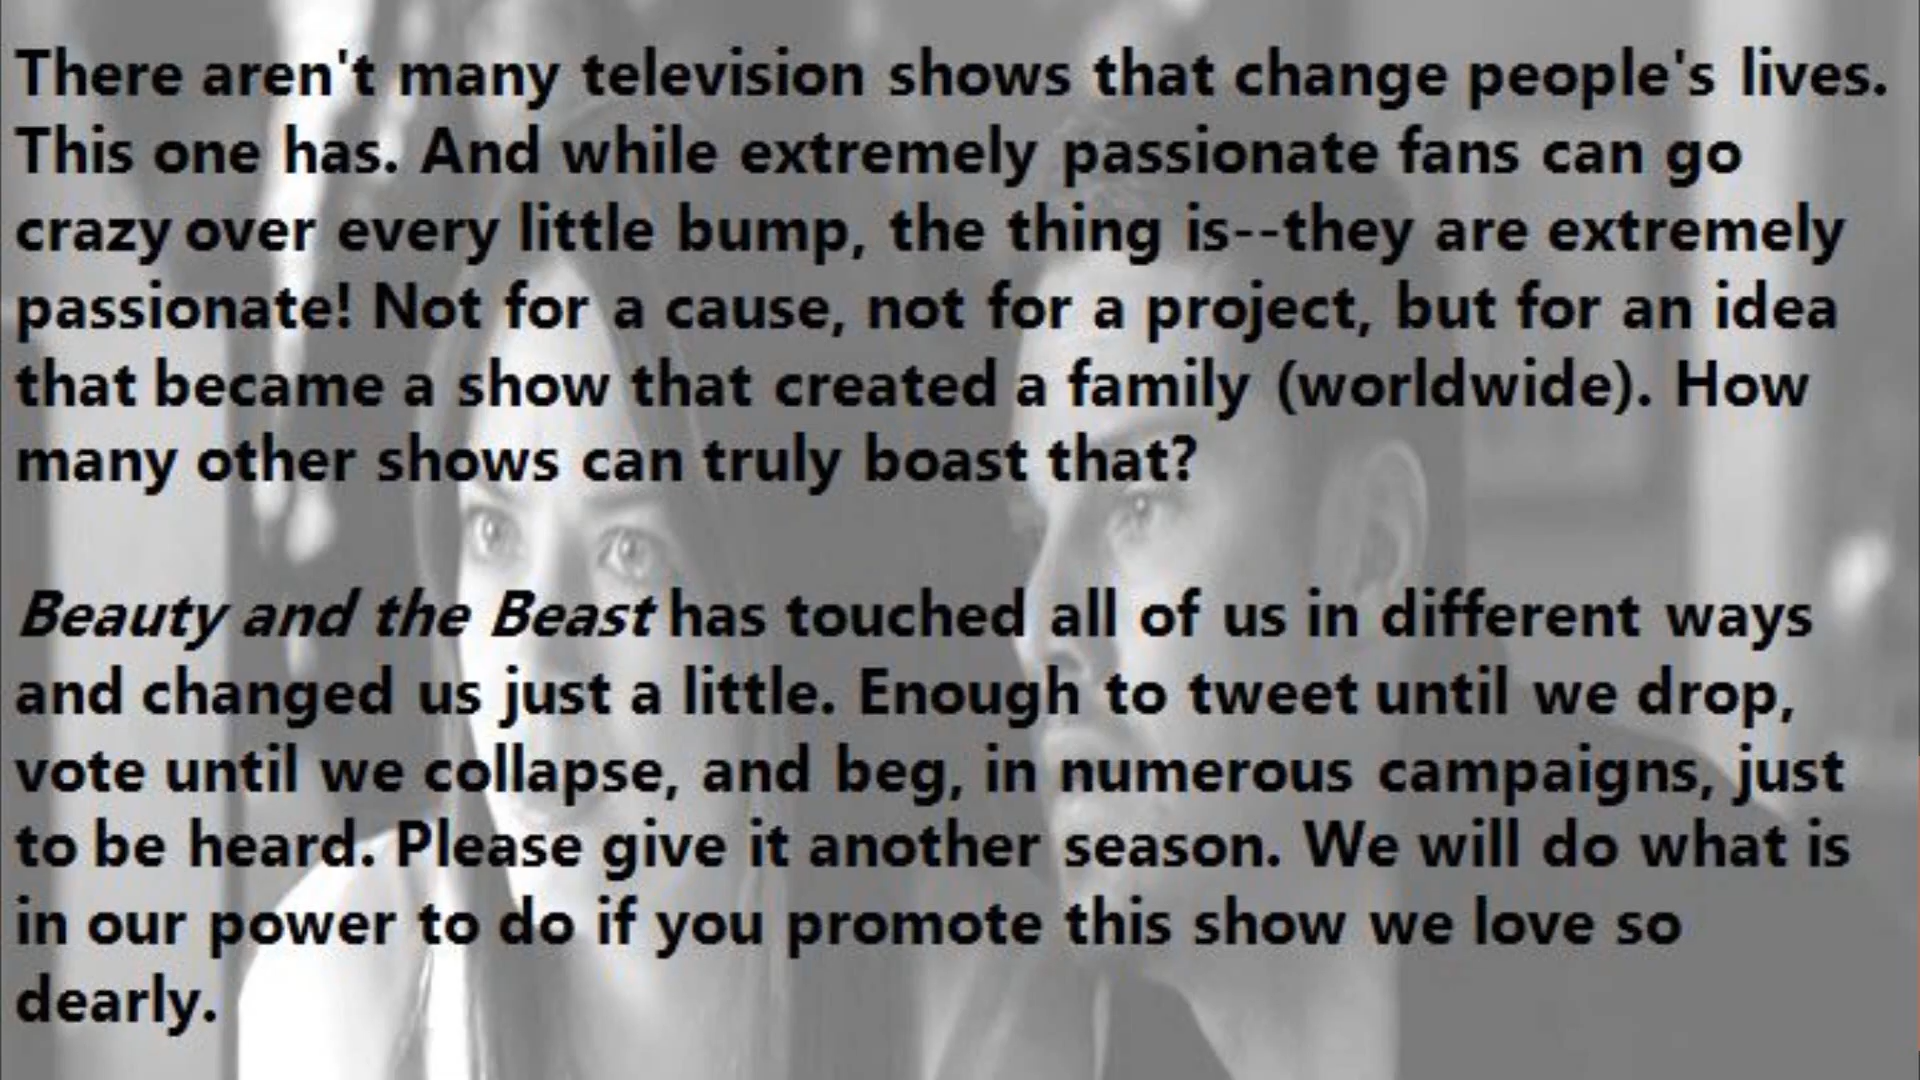 There aren't many television shows that change people's lives.
This one has. And while extremely passionate fans can go
crazy over every little bump, the thing is--they are extremely
passionate! Not for a cause, not for a project, but for an idea
that became a show that created a family (worldwide). How
many other shows can truly boast that?
Beauty and the Beast has touched all of us in different ways
and changed us just a little. Enough to tweet until we drop,
vote until we collapse, and beg, in numerous campaigns, just
to be heard. Please give it another season. We will do what is
in our power to do if you promote this show we love so
dearly.